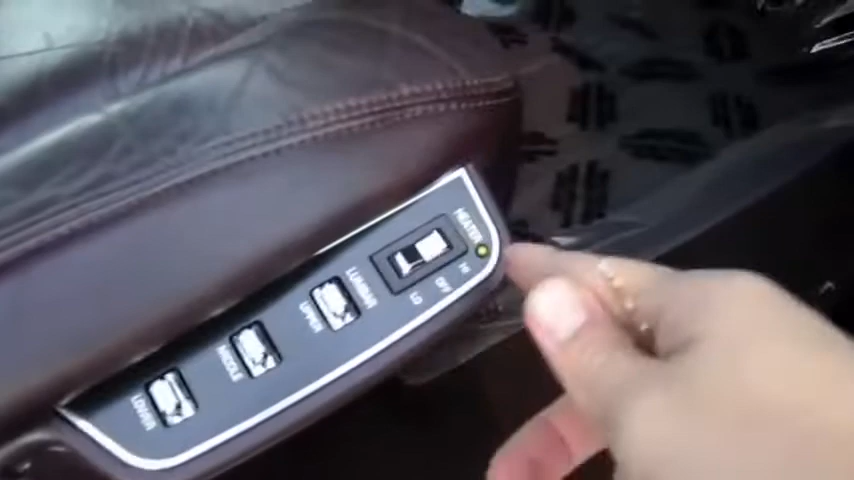 HEATER
HI
OFF
LO
LUMBAR
UPPER
MIDDLE
LOWER